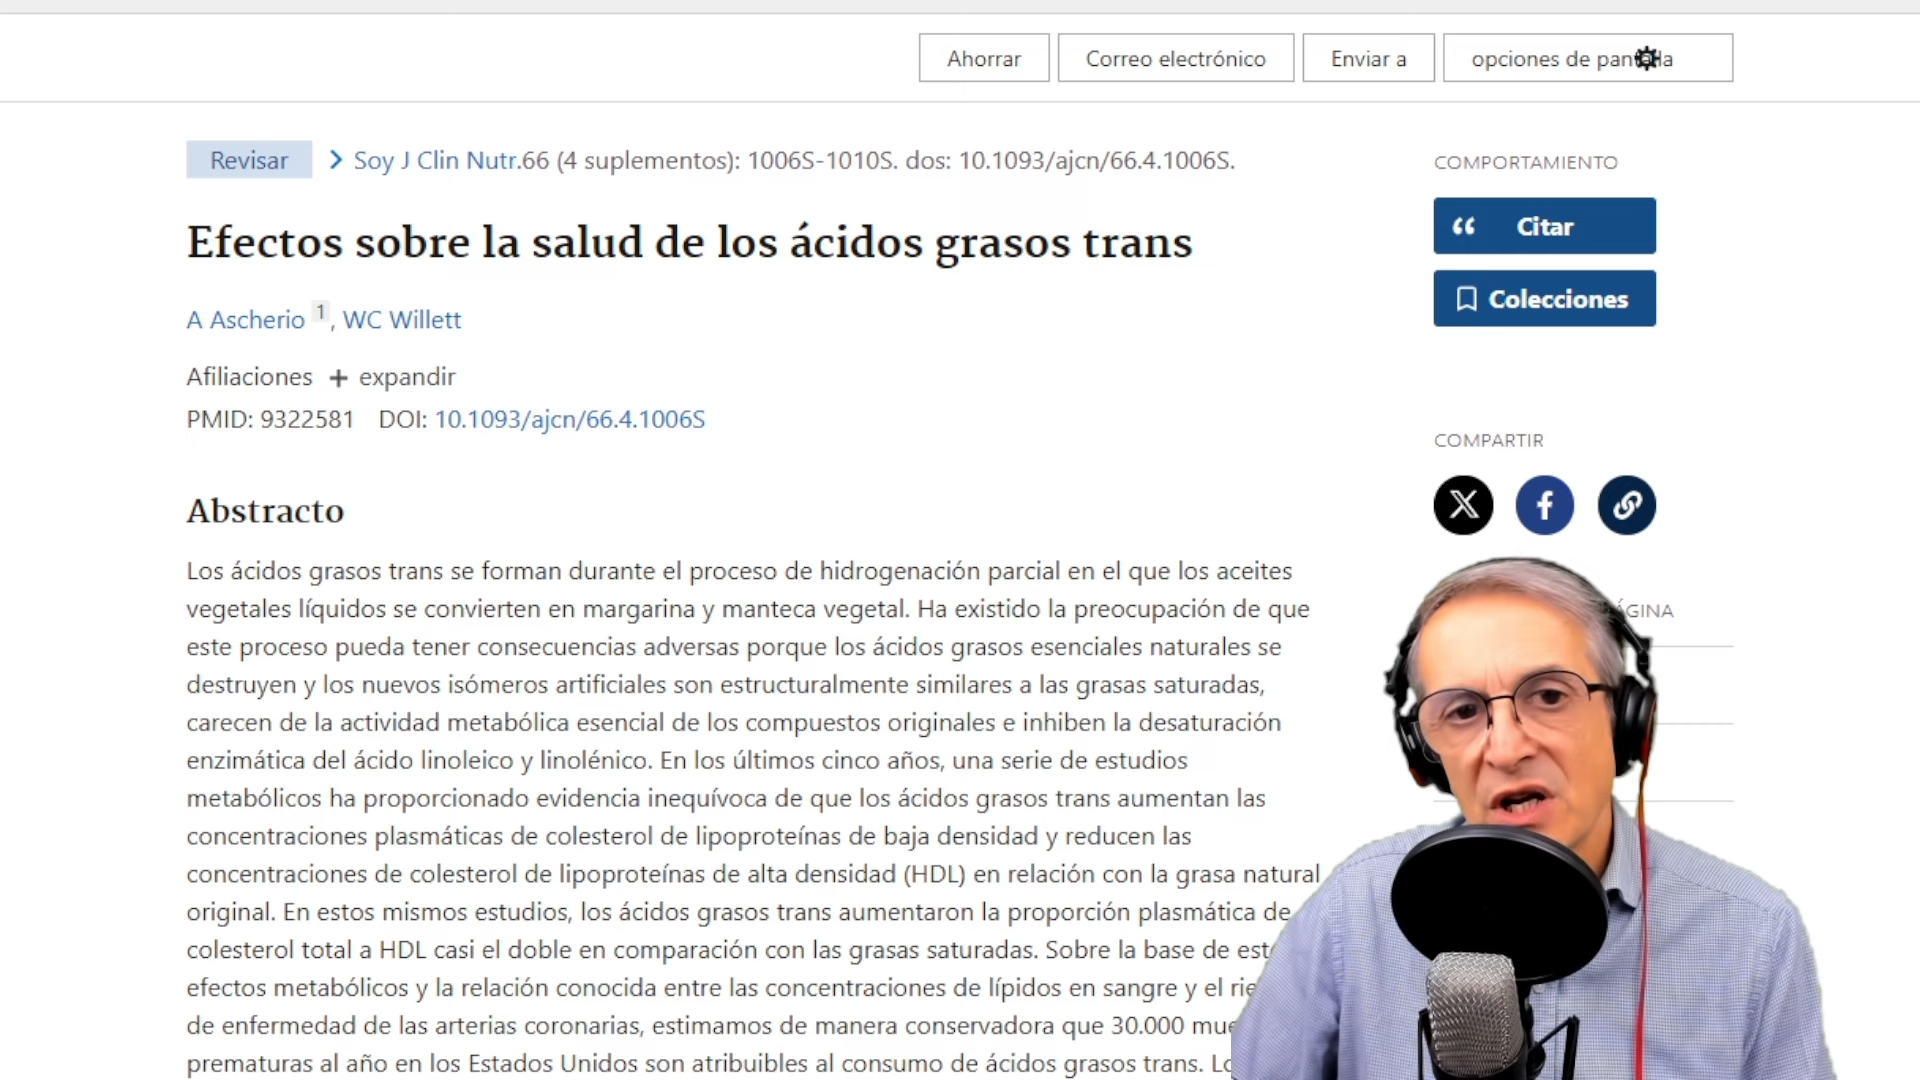 Ahorrar
Correo electrónico
Enviar a
opciones de pantalla
Revisar
Soy J Clin Nutr.66 (4 suplementos): 1006S-1010S. dos: 10.1093/ajcn/66.4.1006S.
COMPORTAMIENTO
Citar
Efectos sobre la salud de los ácidos grasos trans
Colecciones
A Ascherio 1, WC Willett
Afiliaciones + expandir
PMID: 9322581 DOI: 10.1093/ajcn/66.4.1006S
COMPARTIR
Abstracto
Los ácidos grasos trans se forman durante el proceso de hidrogenación parcial en el que los aceites
vegetales líquidos se convierten en margarina y manteca vegetal. Ha existido la preocupación de que
este proceso pueda tener consecuencias adversas porque los ácidos grasos esenciales naturales se
destruyen y los nuevos isómeros artificiales son estructuralmente similares a las grasas saturadas,
carecen de la actividad metabólica esencial de los compuestos originales e inhiben la desaturación
enzimática del ácido linoleico y linolénico. En los últimos cinco años, una serie de estudios
metabólicos ha proporcionado evidencia inequívoca de que los ácidos grasos trans aumentan las
concentraciones plasmáticas de colesterol de lipoproteínas de baja densidad y reducen las
concentraciones de colesterol de lipoproteínas de alta densidad (HDL) en relación con la grasa natural
original. En estos mismos estudios, los ácidos grasos trans aumentaron la proporción plasmática de
colesterol total a HDL casi el doble en comparación con las grasas saturadas. Sobre la base de
efectos metabólicos y la relación conocida entre las concentraciones de lípidos en sangre y el
de enfermedad de las arterias coronarias, estimamos de manera conservadora que 30.000
prematuras al año en los Estados Unidos son atribuibles al consumo de ácidos grasos trans.